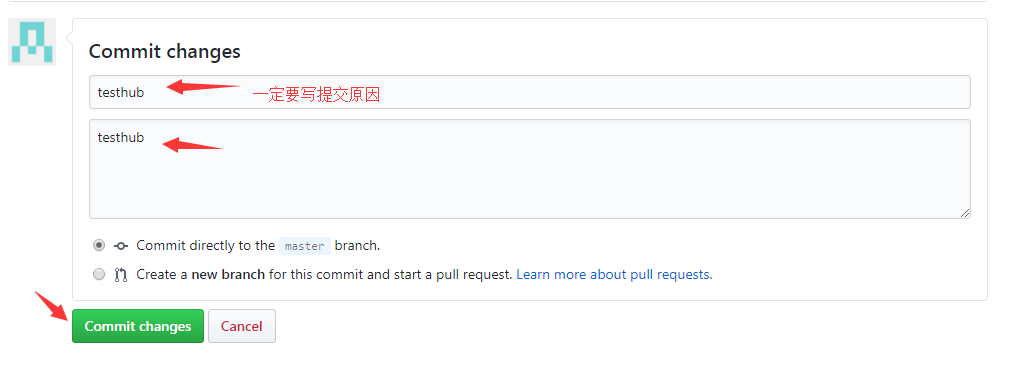 Commit changes
testhub
一定要写提交原因
testhub
Commit directly to the master branch.
Create a new branch for this commit and start a pull request. Learn more about pull requests.
Commit changes Cancel